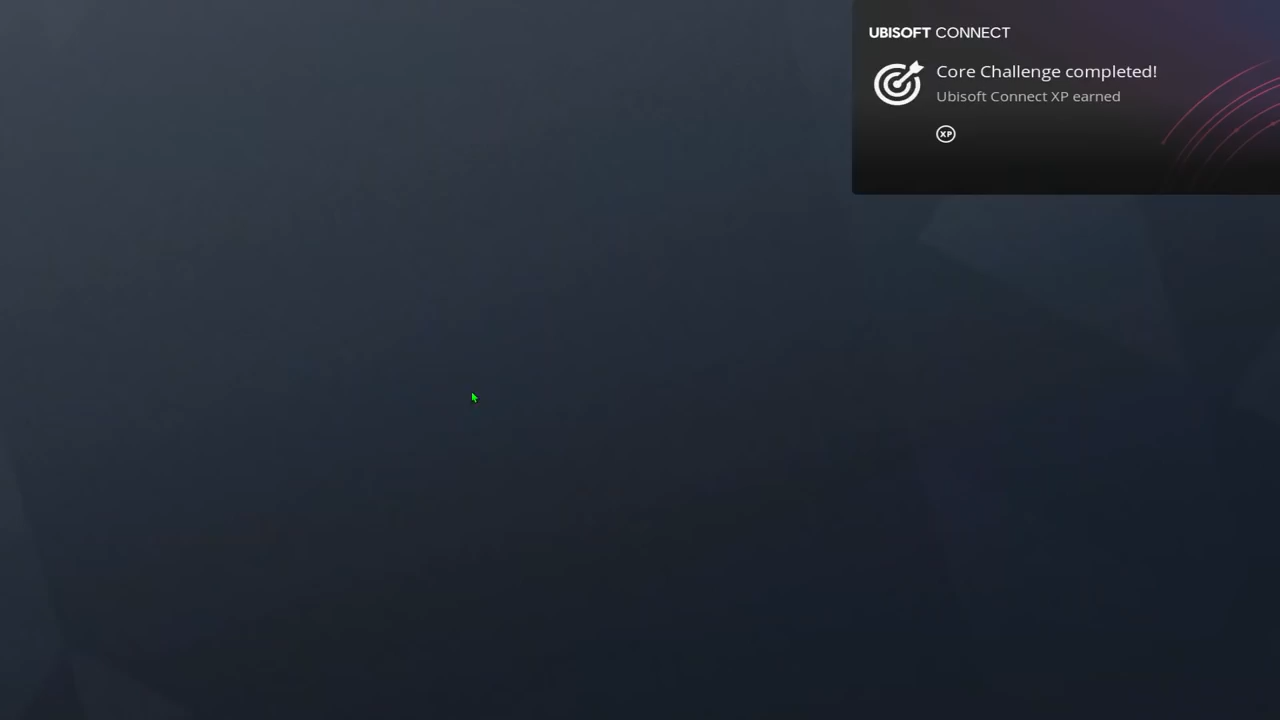 UBISOFT CONNECT
Core Challenge completed!
Ubisoft Connect XP earned
XP